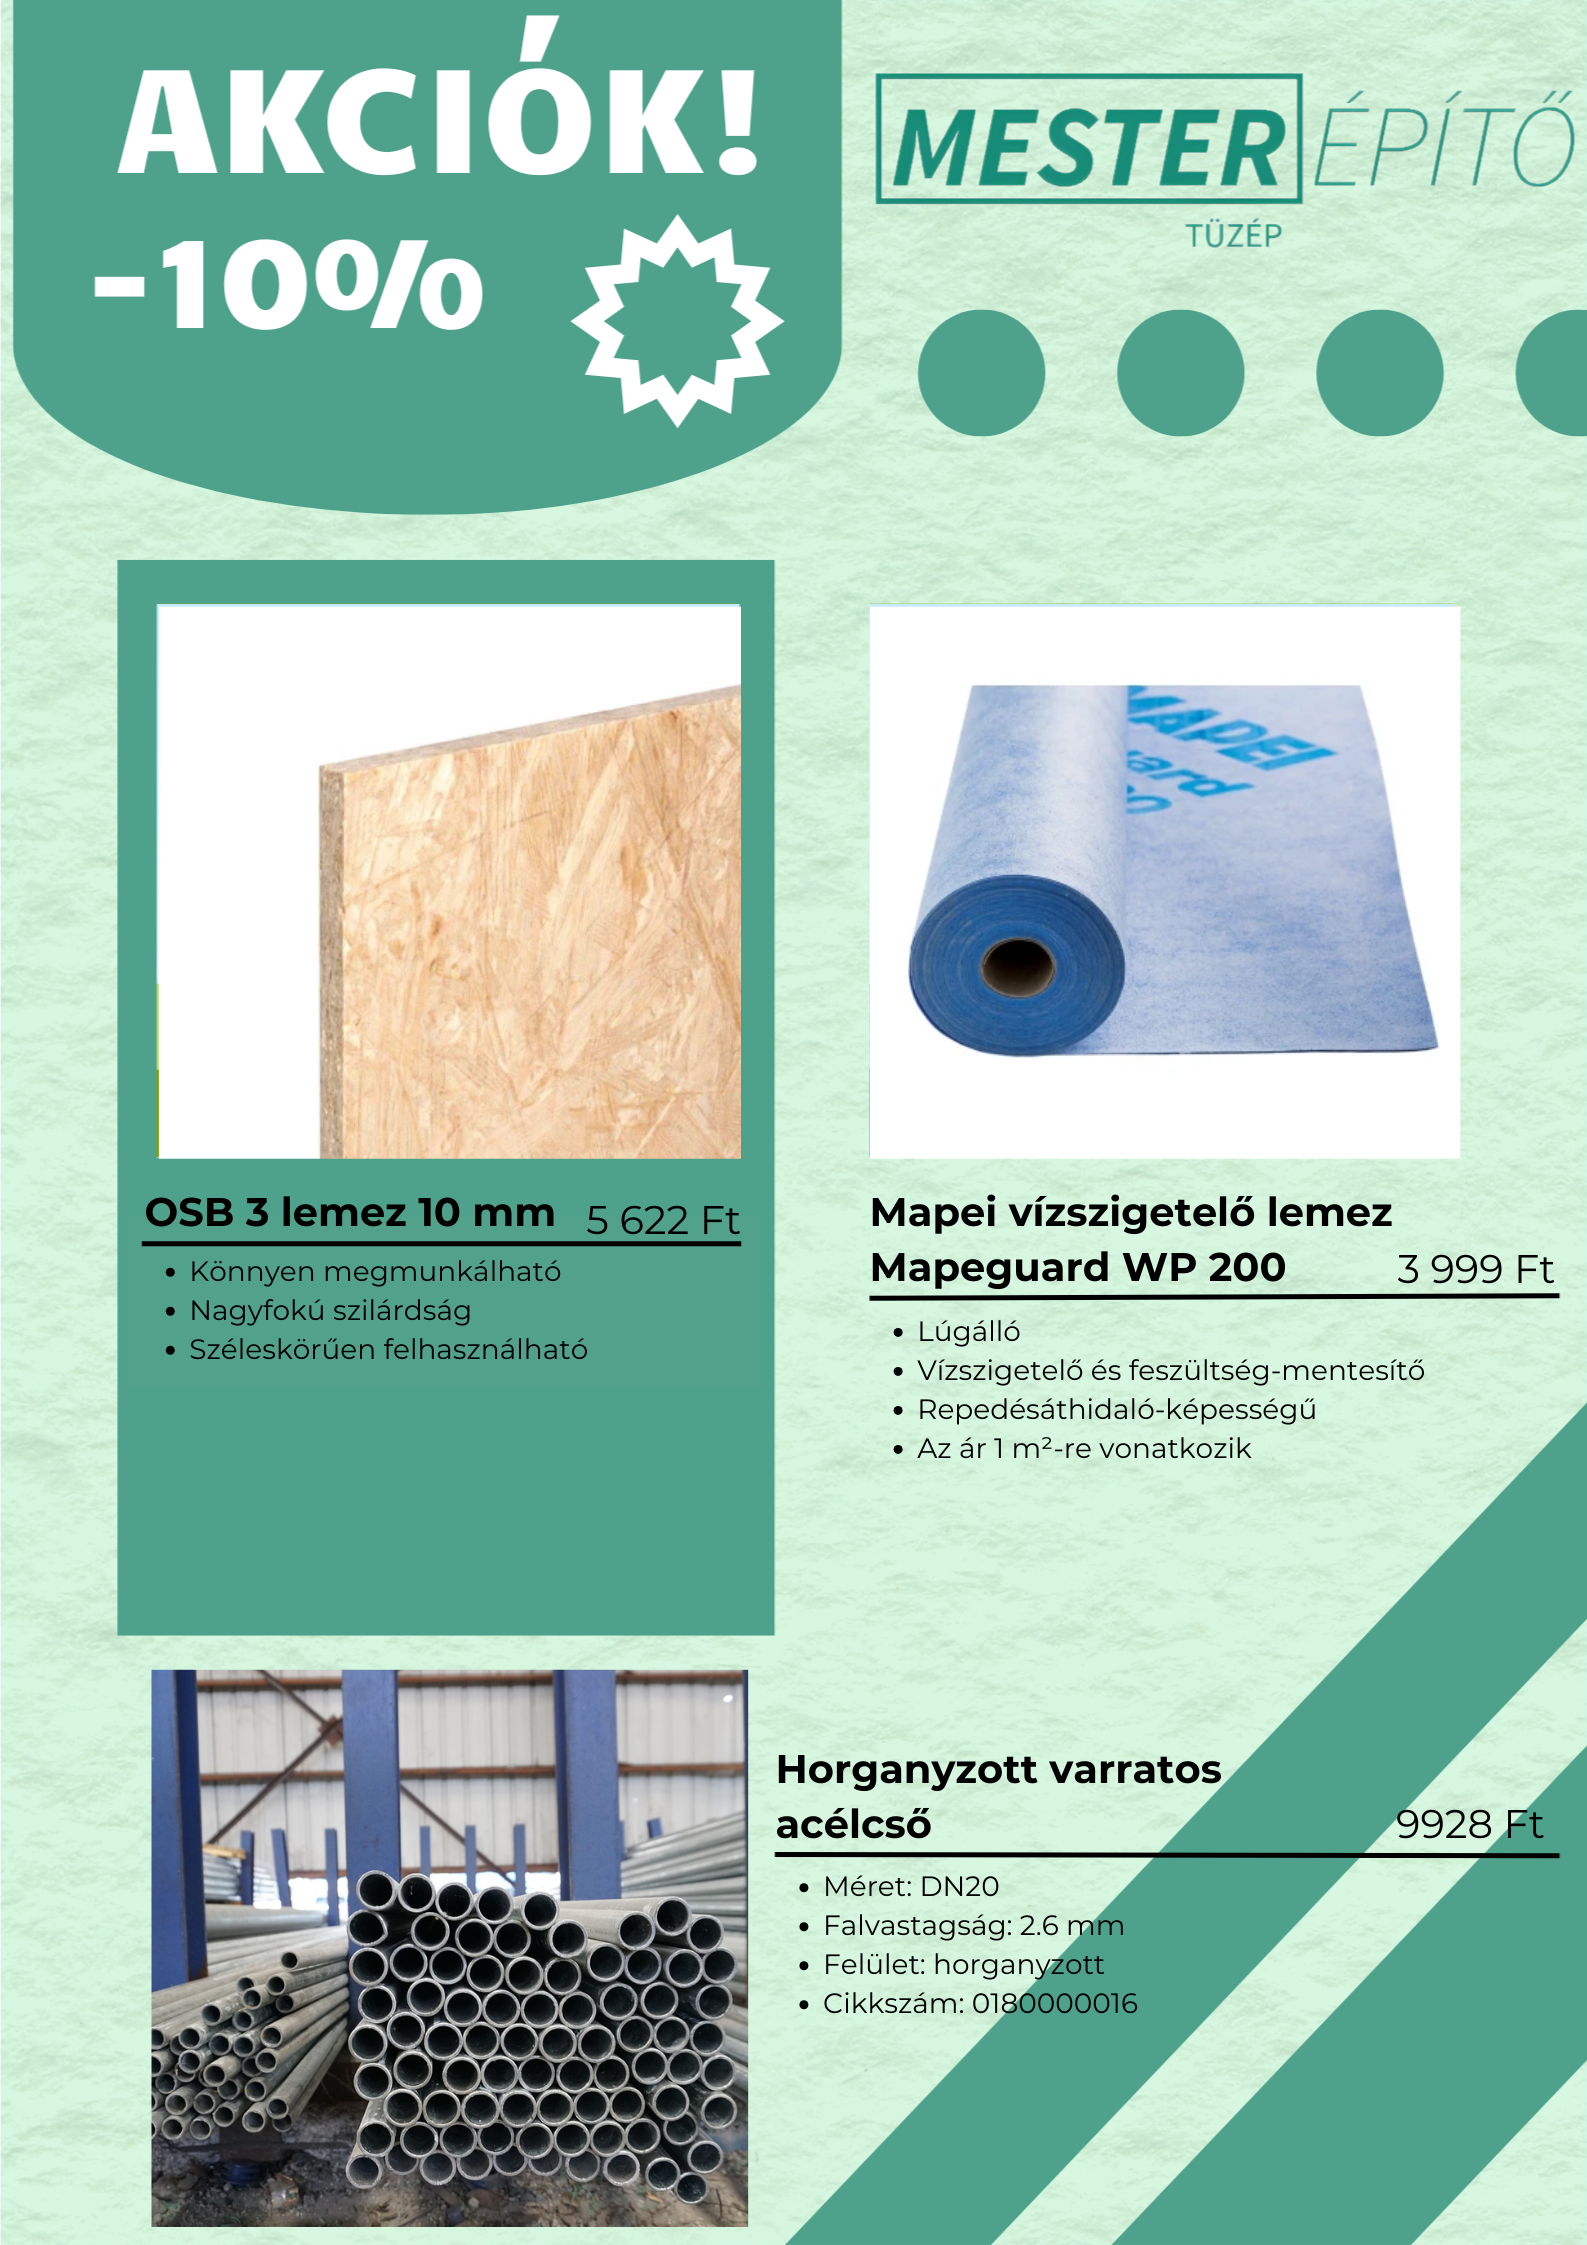 AKCIÓK!
-10%
MESTER ÉPÍTŐ
TÜZÉP
MAPEI
OSB 3 lemez 10 mm 5 622 Ft
• Könnyen megmunkálható
• Nagyfokú szilárdság
• Széleskörűen felhasználható
Mapei vízszigetelő lemez
Mapeguard WP 200 3 999 Ft
• Lúgálló
• Vízszigetelő és feszültség-mentesítő
• Repedésáthidaló-képességű
• Az ár 1 m²-re vonatkozik
Horganyzott varratos
acélcső 9928 Ft
• Méret: DN20
• Falvastagság: 2.6 mm
• Felület: horganyzott
• Cikkszám: 0180000016